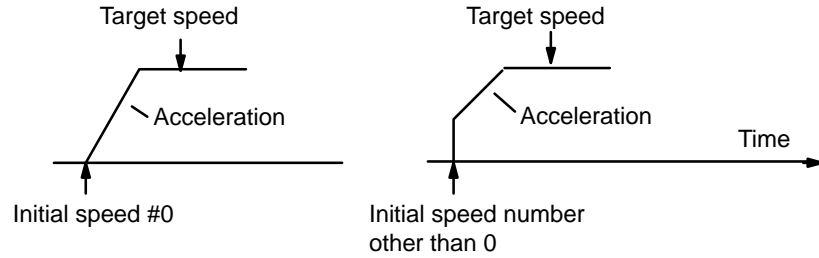 Target speed
Acceleration
Initial speed #0
Target speed
Acceleration
Time
Initial speed number
other than 0